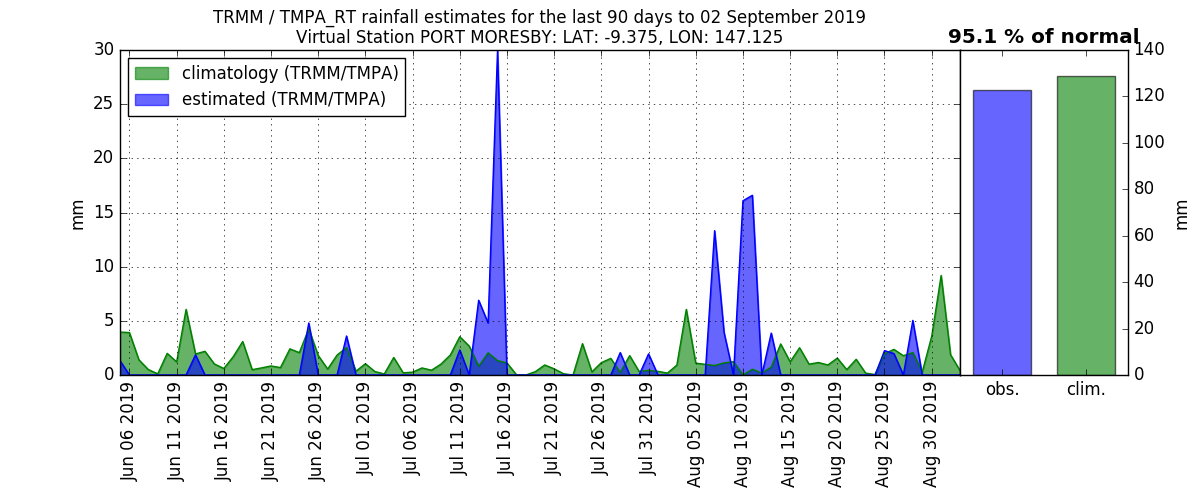 TRMM / TMPA_RT rainfall estimates for the last 90 days to 02 September 2019
Virtual Station PORT MORESBY: LAT: -9.375, LON: 147.125
95.1 % of normal
climatology (TRMM/TMPA)
estimated (TRMM/TMPA)
30
25
20
15
10
5
0
mm
140
120
100
80
60
40
20
0
mm
Jun 06 2019
Jun 11 2019
Jun 16 2019
Jun 21 2019
Jun 26 2019
Jul 01 2019
Jul 06 2019
Jul 11 2019
Jul 16 2019
Jul 21 2019
Jul 26 2019
Jul 31 2019
Aug 05 2019
Aug 10 2019
Aug 15 2019
Aug 20 2019
Aug 25 2019
Aug 30 2019
obs.
clim.